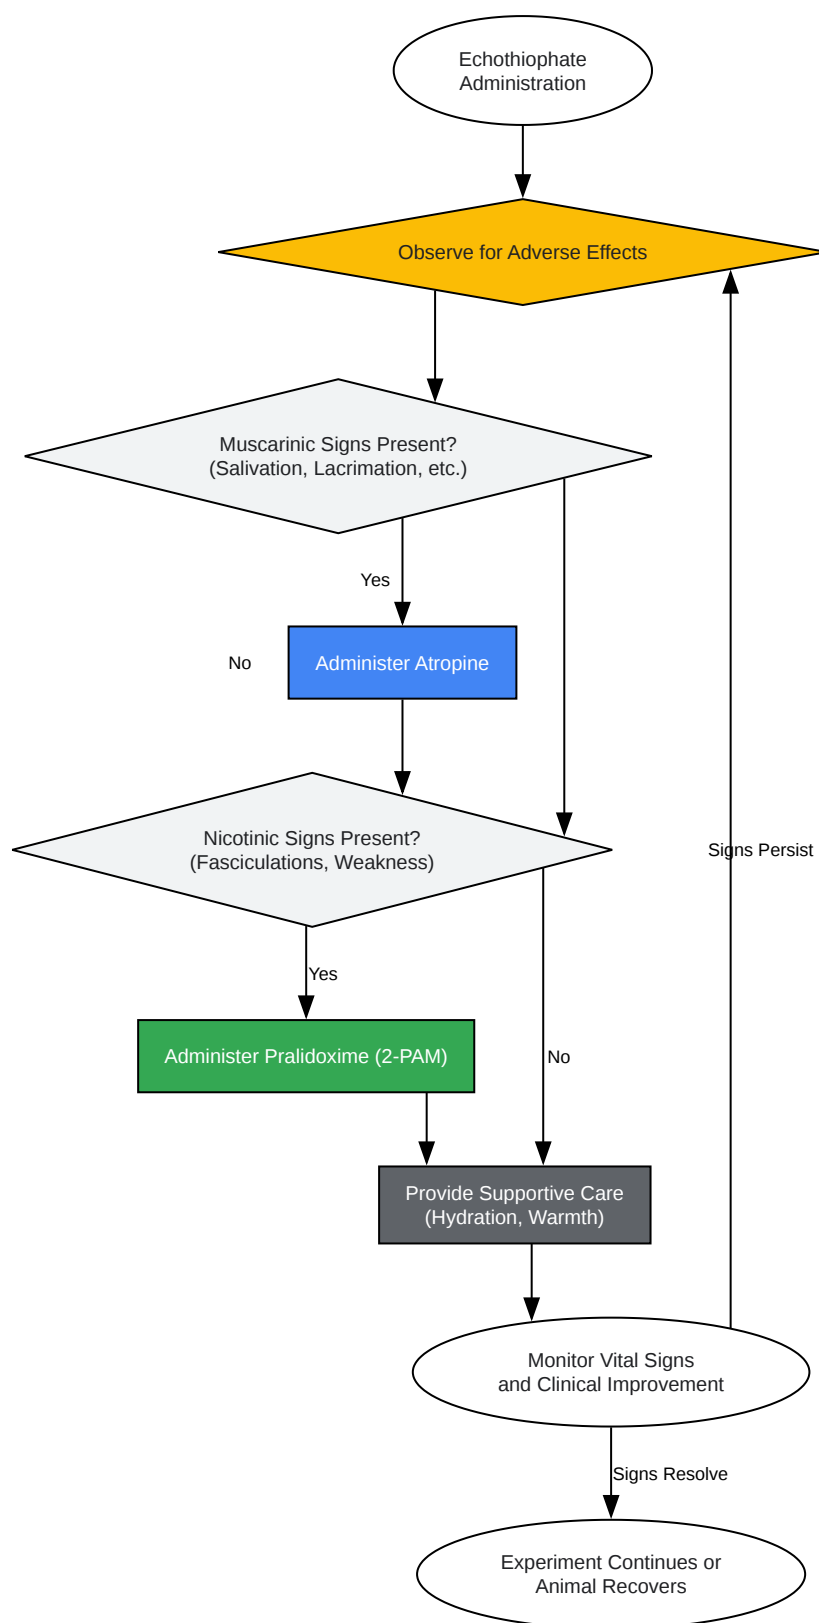 Echothiophate
Administration
Observe for Adverse Effects
Muscarinic Signs Present?
(Salivation, Lacrimation, etc.)
Yes
No
Administer Atropine
Nicotinic Signs Present?
(Fasciculations, Weakness)
Signs Persist
Yes
Administer Pralidoxime (2-PAM)
No
Provide Supportive Care
(Hydration, Warmth)
Monitor Vital Signs
and Clinical Improvement
Signs Resolve
Experiment Continues or
Animal Recovers